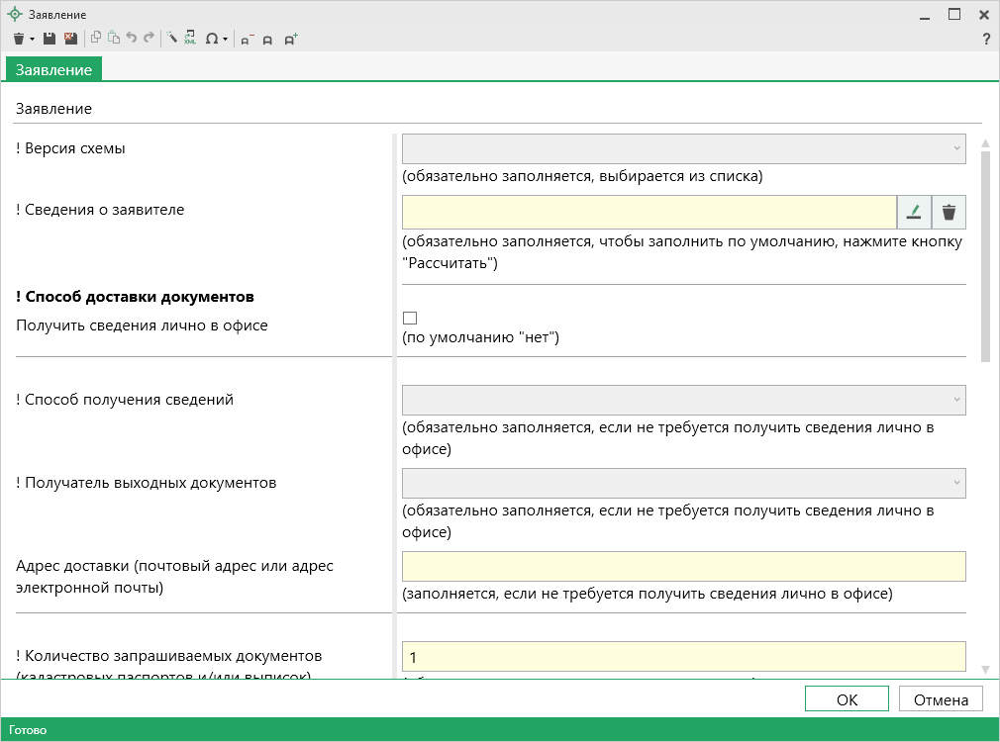 Заявление
XML
А− А А+
?
Заявление
Заявление
! Версия схемы
(обязательно заполняется, выбирается из списка)
! Сведения о заявителе
(обязательно заполняется, чтобы заполнить по умолчанию, нажмите кнопку
"Рассчитать")
! Способ доставки документов
Получить сведения лично в офисе
(по умолчанию "нет")
! Способ получения сведений
(обязательно заполняется, если не требуется получить сведения лично в
офисе)
! Получатель выходных документов
(обязательно заполняется, если не требуется получить сведения лично в
офисе)
Адрес доставки (почтовый адрес или адрес
электронной почты)
(заполняется, если не требуется получить сведения лично в офисе)
! Количество запрашиваемых документов
1
(кадастровых паспортов и/или выписок)
ОК
Отмена
Готово